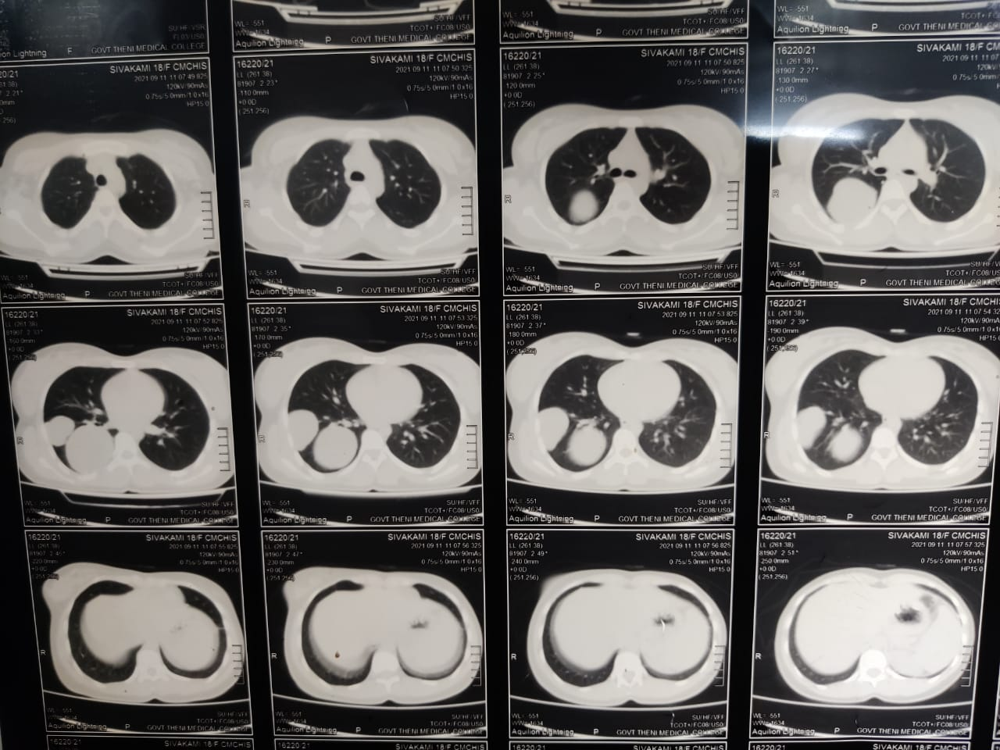 SU/HF/VSR
FL03/US0
on Lightning F GOVT THENI MEDICAL COLLEGE
WL= -551
WW= 1634
SU/HF/VFF
TCOT+/FC08/US0
Aquilion Lightning P GOVT THENI MEDICAL COLLEGE
WL= -551
WW= 1634
SU/HF/VFF
TCOT+/FC08/US0
Aquilion Lightning P GOVT THENI MEDICAL COLLEGE
WL= -551
WW= 1634
SU/HF/VFF
TCOT+/FC08/US0
Aquilion Lightning P GOVT THENI MEDICAL
20/21
SIVAKAMI 18/F CMCHIS
2021 09 11 11 07 49 825
120kV/90mAs
0 75s/5 0mm/1 0x16
HP15 0
WL= -551
WW= 1634
SU/HF/VFF
TCOT+/FC08/US0
Aquilion Lightning P GOVT THENI MEDICAL COLLEGE
16220/21
LL (261 38)
81907 2 23"
-110 0mm
+0 0D
(251,256)
SIVAKAMI 18/F CMCHIS
2021 09 11 11 07 50 325
120kV/90mAs
0 75s/5 0mm/1 0x16
HP15 0
R
WL= -551
WW= 1634
SU/HF/VFF
TCOT+/FC08/US0
Aquilion Lightning P GOVT THENI MEDICAL COLLEGE
16220/21
LL (261 38)
81907 2 25"
120 0mm
+0 0D
(251,256)
SIVAKAMI 18/F CMCHIS
2021 09 11 11 07 50 825
120kV/90mAs
0 75s/5 0mm/1 0x16
HP15 0
R
WL= -551
WW= 1634
SU/HF/VFF
TCOT+/FC08/US0
Aquilion Lightning P GOVT THENI MEDICAL COLLEGE
16220/21
LL (261 38)
81907 2 27"
130 0mm
+0 0D
(251,256)
SIVAKAMI 18/F CMCH
2021 09 11 11 07
120kV/90m
0 75s/5 0mm/1 0x
HP1
R
WL= -551
WW= 1634
SU/HF/VFF
TCOT+/FC08/US0
Aquilion Lightning P GOVT THENI MEDICAL COLLEG
16220/21
LL (261 38)
81907 2 33"
-160 0mm
+0 0D
(251,256)
SIVAKAMI 18/F CMCHIS
2021 09 11 11 07 52 825
120kV/90mAs
0 75s/5 0mm/1 0x16
HP15 0
R
WL= -551
WW= 1634
SU/HF/VFF
TCOT+/FC08/US0
Aquilion Lightning P GOVT THENI MEDICAL COLLEGE
16220/21
LL (261 38)
81907 2 35"
170 0mm
+0 0D
(251,256)
SIVAKAMI 18/F CMCHIS
2021 09 11 11 07 53 325
120kV/90mAs
0 75s/5 0mm/1 0x16
HP15 0
R
WL= -551
WW= 1634
SU/HF/VFF
TCOT+/FC08/US0
Aquilion Lightning P GOVT THENI MEDICAL COLLEGE
16220/21
LL (261 38)
81907 2 37"
180 0mm
+0 0D
(251,256)
SIVAKAMI 18/F CMCHIS
2021 09 11 11 07 53 825
120kV/90mAs
0 75s/5 0mm/1 0x16
HP15 0
R
WL= -551
WW= 1634
SU/HF/VFF
TCOT+/FC08/US0
Aquilion Lightning P GOVT THENI MEDICAL COLLEGE
16220/21
LL (261 38)
81907 2 39"
-190 0mm
+0 0D
(251,256)
SIVAKAMI 18/F CMCHIS
2021 09 11 11 07 54 32
120kV/90mAs
0 75s/5 0mm/1 0x16
HP15 0
R
WL= -551
WW= 1634
SU/HF/VFF
TCOT+/FC08/US0
Aquilion Lightning P GOVT THENI MEDICAL COLLEGE
16220/21
LL (261 38)
81907 2 45"
220 0mm
+0 0D
(251,256)
SIVAKAMI 18/F CMCHIS
2021 09 11 11 07 55 825
120kV/90mAs
0 75s/5 0mm/1 0x16
HP15 0
R
WL= -551
WW= 1634
SU/HF/VFF
TCOT+/FC08/US0
Aquilion Lightning P GOVT THENI MEDICAL COLLEGE
16220/21
LL (261 38)
81907 2 47"
230 0mm
+0 0D
(251,256)
SIVAKAMI 18/F CMCHIS
2021 09 11 11 07 56 325
120kV/90mAs
0 75s/5 0mm/1 0x16
HP15 0
R
WL= -551
WW= 1634
SU/HF/VFF
TCOT+/FC08/US0
Aquilion Lightning P GOVT THENI MEDICAL COLLEGE
16220/21
LL (261 38)
81907 2 49"
240 0mm
+0 0D
(251,256)
SIVAKAMI 18/F CMCHIS
2021 09 11 11 07 56 825
120kV/90mAs
0 75s/5 0mm/1 0x16
HP15 0
R
WL= -551
WW= 1634
SU/HF/VFF
TCOT+/FC08/US0
Aquilion Lightning P GOVT THENI MEDICAL COLLEGE
16220/21
LL (261 38)
81907 2 51"
-250 0mm
+0 0D
(251,256)
SIVAKAMI 18/F CMCHIS
2021 09 11 11 07 57 325
120kV/90mAs
0 75s/5 0mm/1 0x16
HP15 0
R
WL= -551
WW= 1634
SU/HF/VFF
TCOT+/FC08/US0
Aquilion Lightning P GOVT THENI MEDICAL COLLEGE
16220/21 SIVAKAMI 18/F CMCHIS
16220/21 SIVAKAMI 18/F CMCHIS
16220/21 SIVAKAMI 18/F CMCHIS
16220/21 SIVAKAMI 18/F CMCHIS